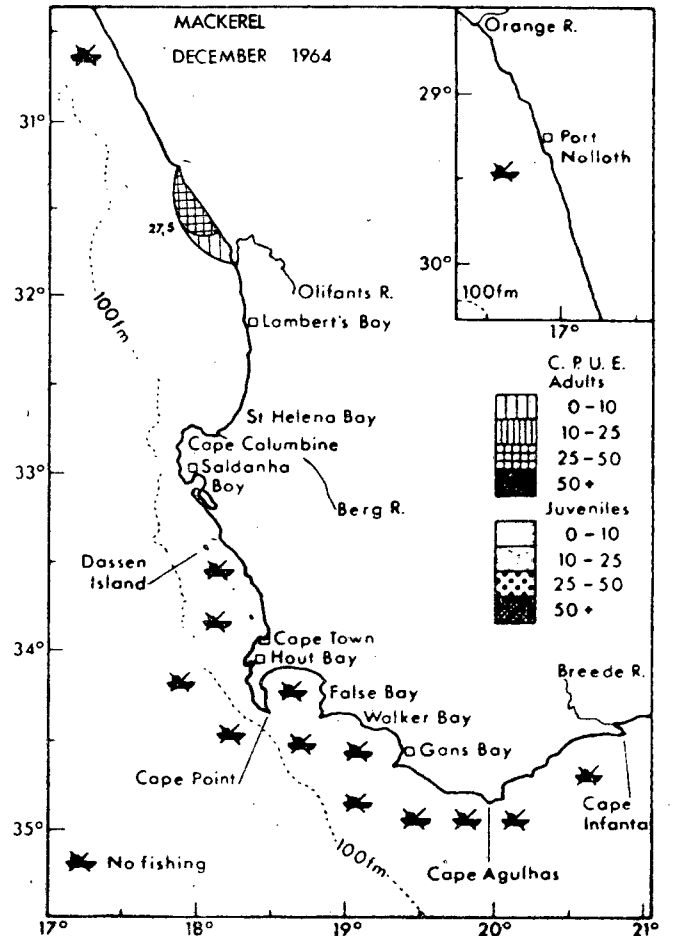 MACKEREL
DECEMBER 1964
Orange R.
29°
Port
Nolloth
30°
100fm
17°
31°
27,5
32°
100fm
Olifants R.
Lambert's Bay
C. P. U. E.
Adults
0-10
10-25
25-50
50+
Juveniles
0-10
10-25
25-50
50+
St Helena Bay
Cape Columbine
33°
Saldanha
Bay
Berg R.
Dassen
Island
34°
Cape Town
Hout Bay
False Bay
Walker Bay
Breede R.
Gans Bay
Cape Point
Cape
Infanta
35°
No fishing
100fm
Cape Agulhas
17°
18°
19°
20°
21°